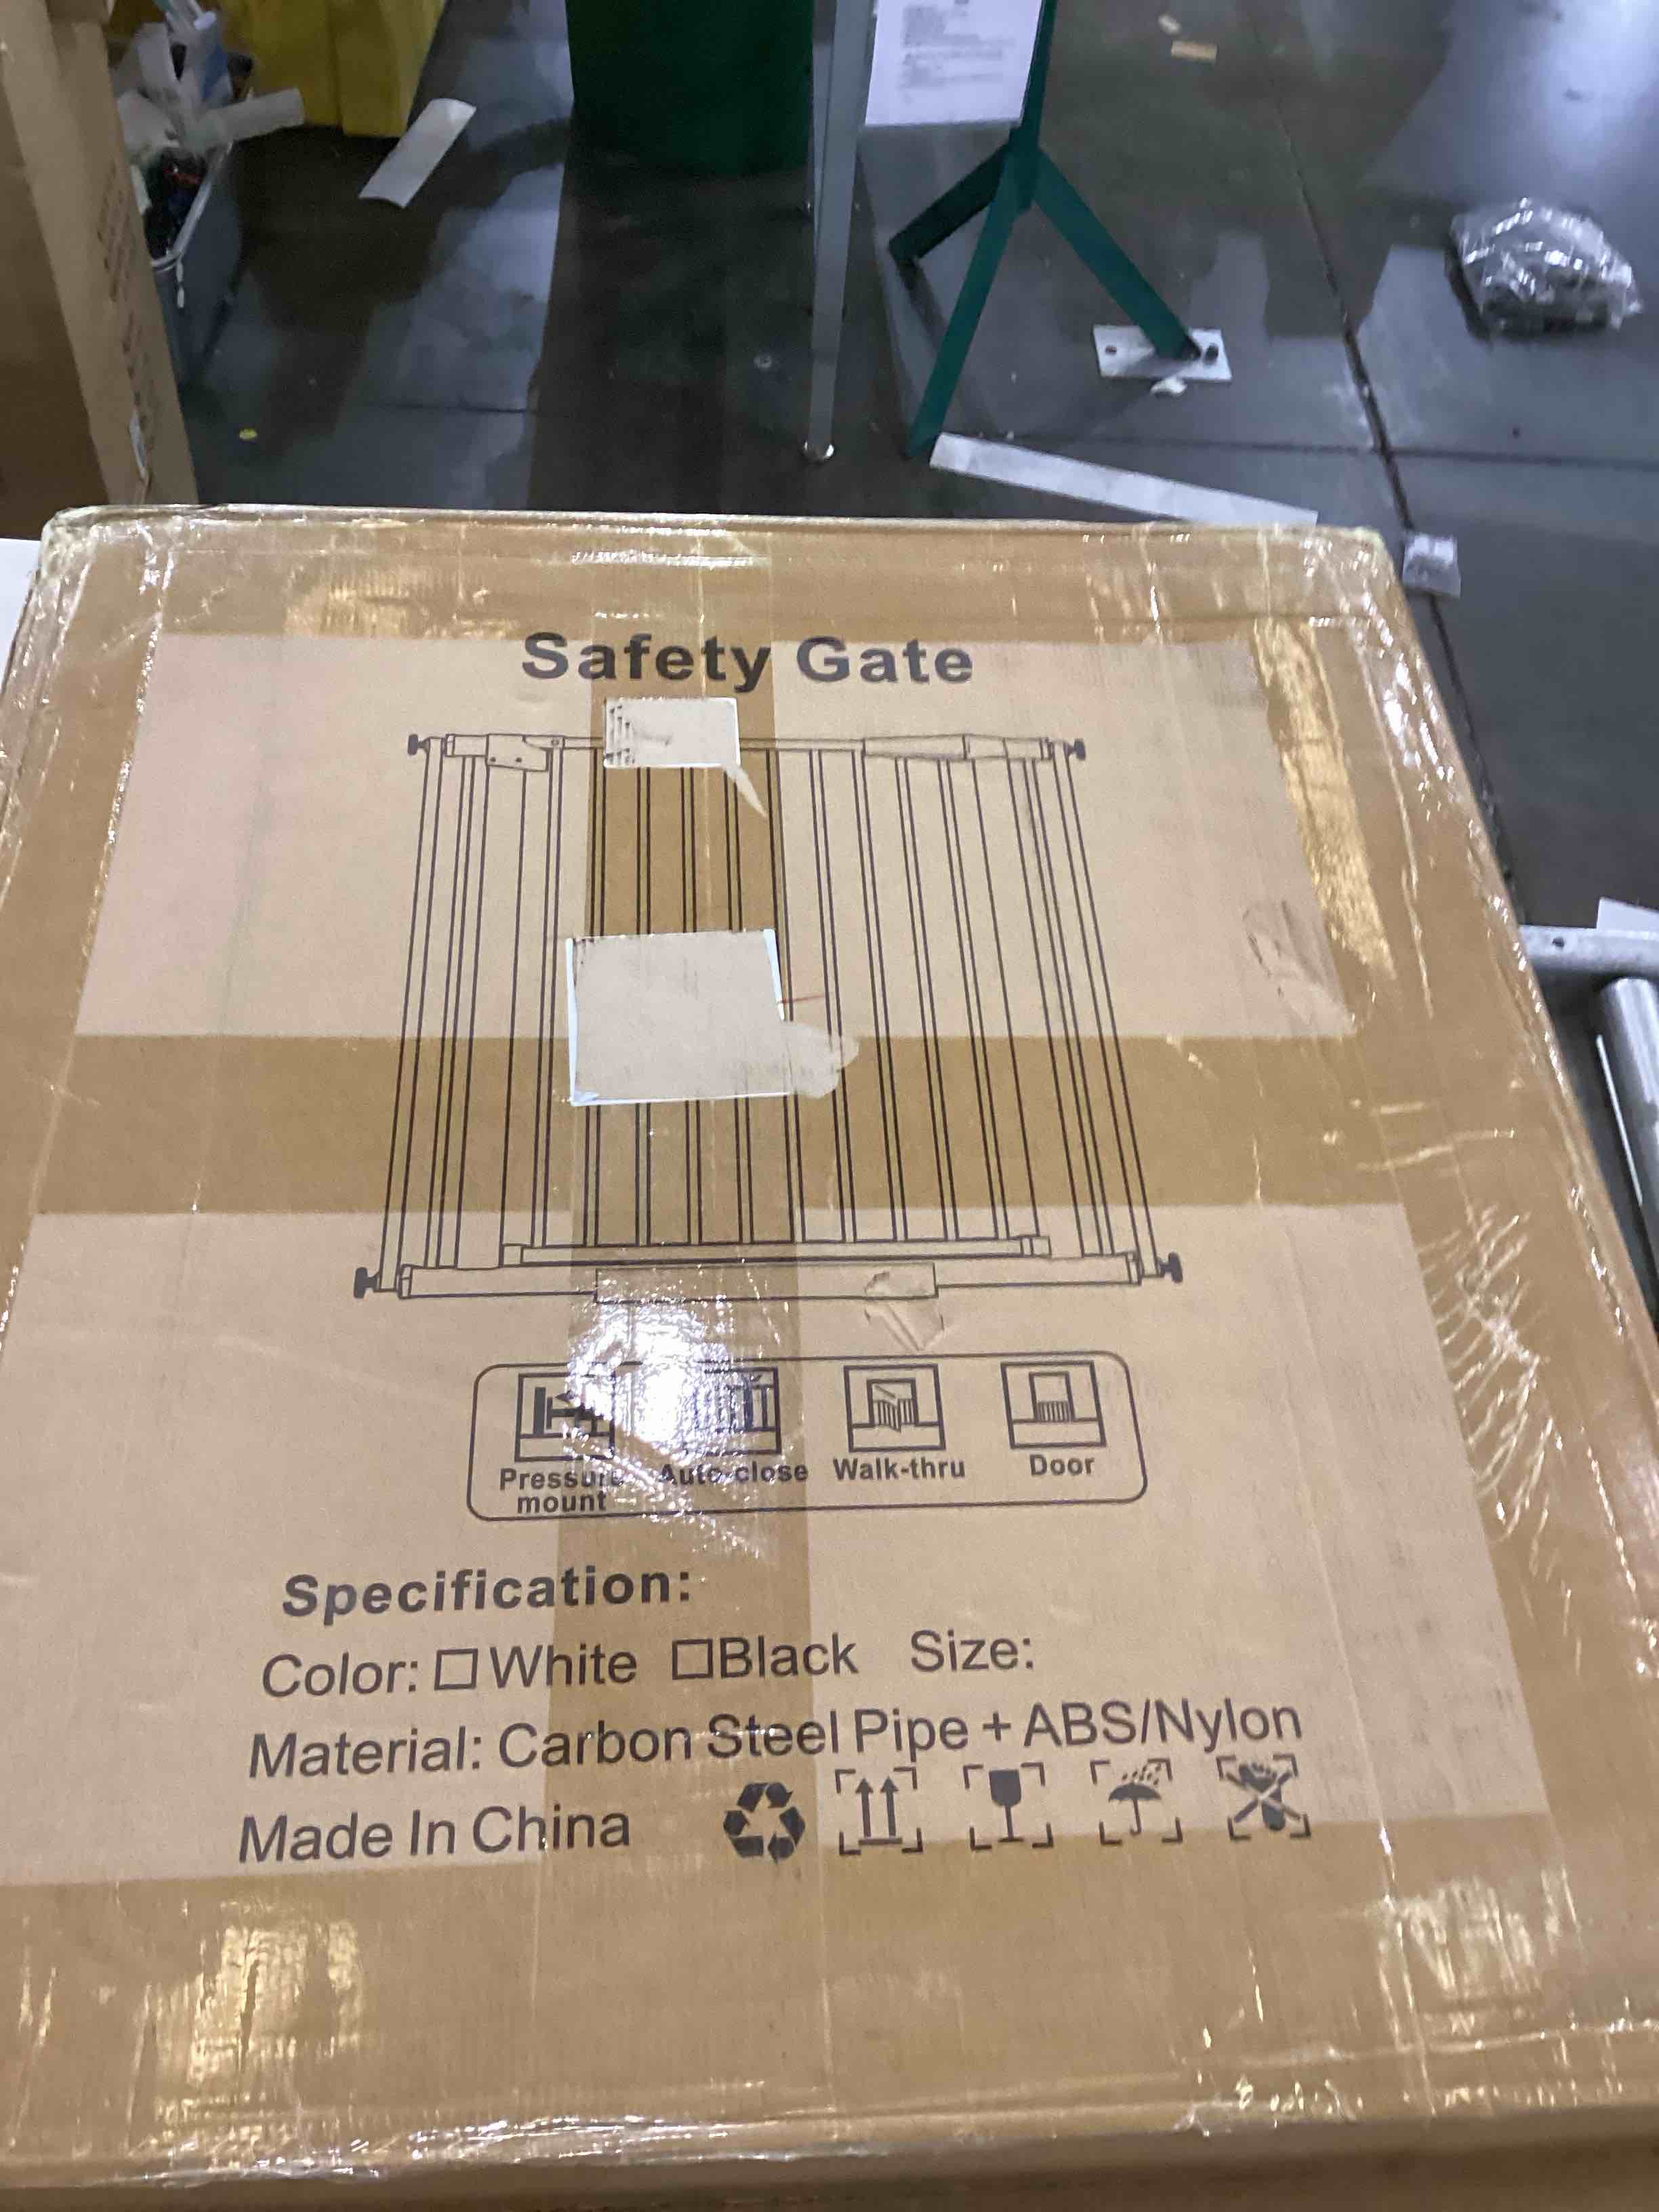 Safety Gate
Pressure
mount
Auto-close
Walk-thru
Door
Specification:
Color: □White □Black Size:
Material: Carbon Steel Pipe + ABS/Nylon
Made In China